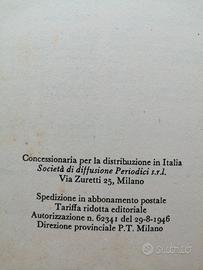 Concessionaria per la distribuzione in Italia
Società di diffusione Periodici s.r.l.
Via Zuretti 25, Milano
Spedizione in abbonamento postale
Tariffa ridotta editoriale
Autorizzazione n. 62341 del 29-8-1946
Direzione provinciale P.T. Milano
subito